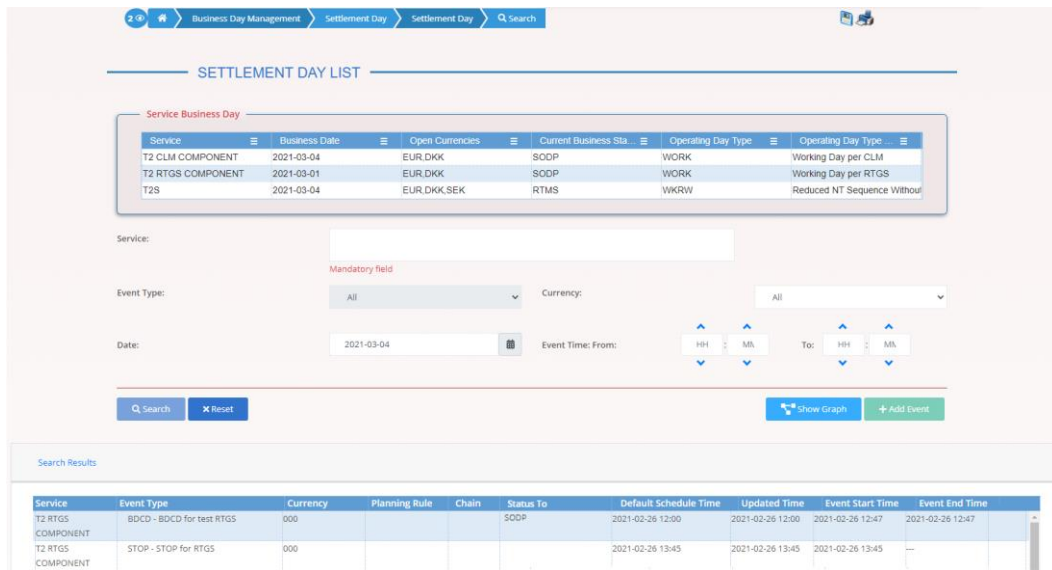 2 Business Day Management Settlement Day Settlement Day Search
SETTLEMENT DAY LIST
Service Business Day
Service Business Date Open Currencies Current Business Sta... Operating Day Type Operating Day Type ...
T2 CLM COMPONENT 2021-03-04 EUR,DKK SODP WORK Working Day per CLM
T2 RTGS COMPONENT 2021-03-01 EUR,DKK SODP WORK Working Day per RTGS
T2S 2021-03-04 EUR,DKK,SEK RTMS WKRW Reduced NT Sequence Without
Service:
Mandatory field
Event Type: All Currency: All
Date: 2021-03-04 Event Time: From: HH : To: HH :
Search Reset Show Graph Add Event
Search Results
Service Event Type Currency Planning Rule Chain Status To Default Schedule Time Updated Time Event Start Time Event End Time
T2 RTGS COMPONENT BDCD - BDCD for test RTGS 000 SODP 2021-02-26 12:00 2021-02-26 12:00 2021-02-26 12:47 2021-02-26 12:47
T2 RTGS COMPONENT STOP - STOP for RTGS 000 2021-02-26 13:45 2021-02-26 13:45 2021-02-26 13:45 ---